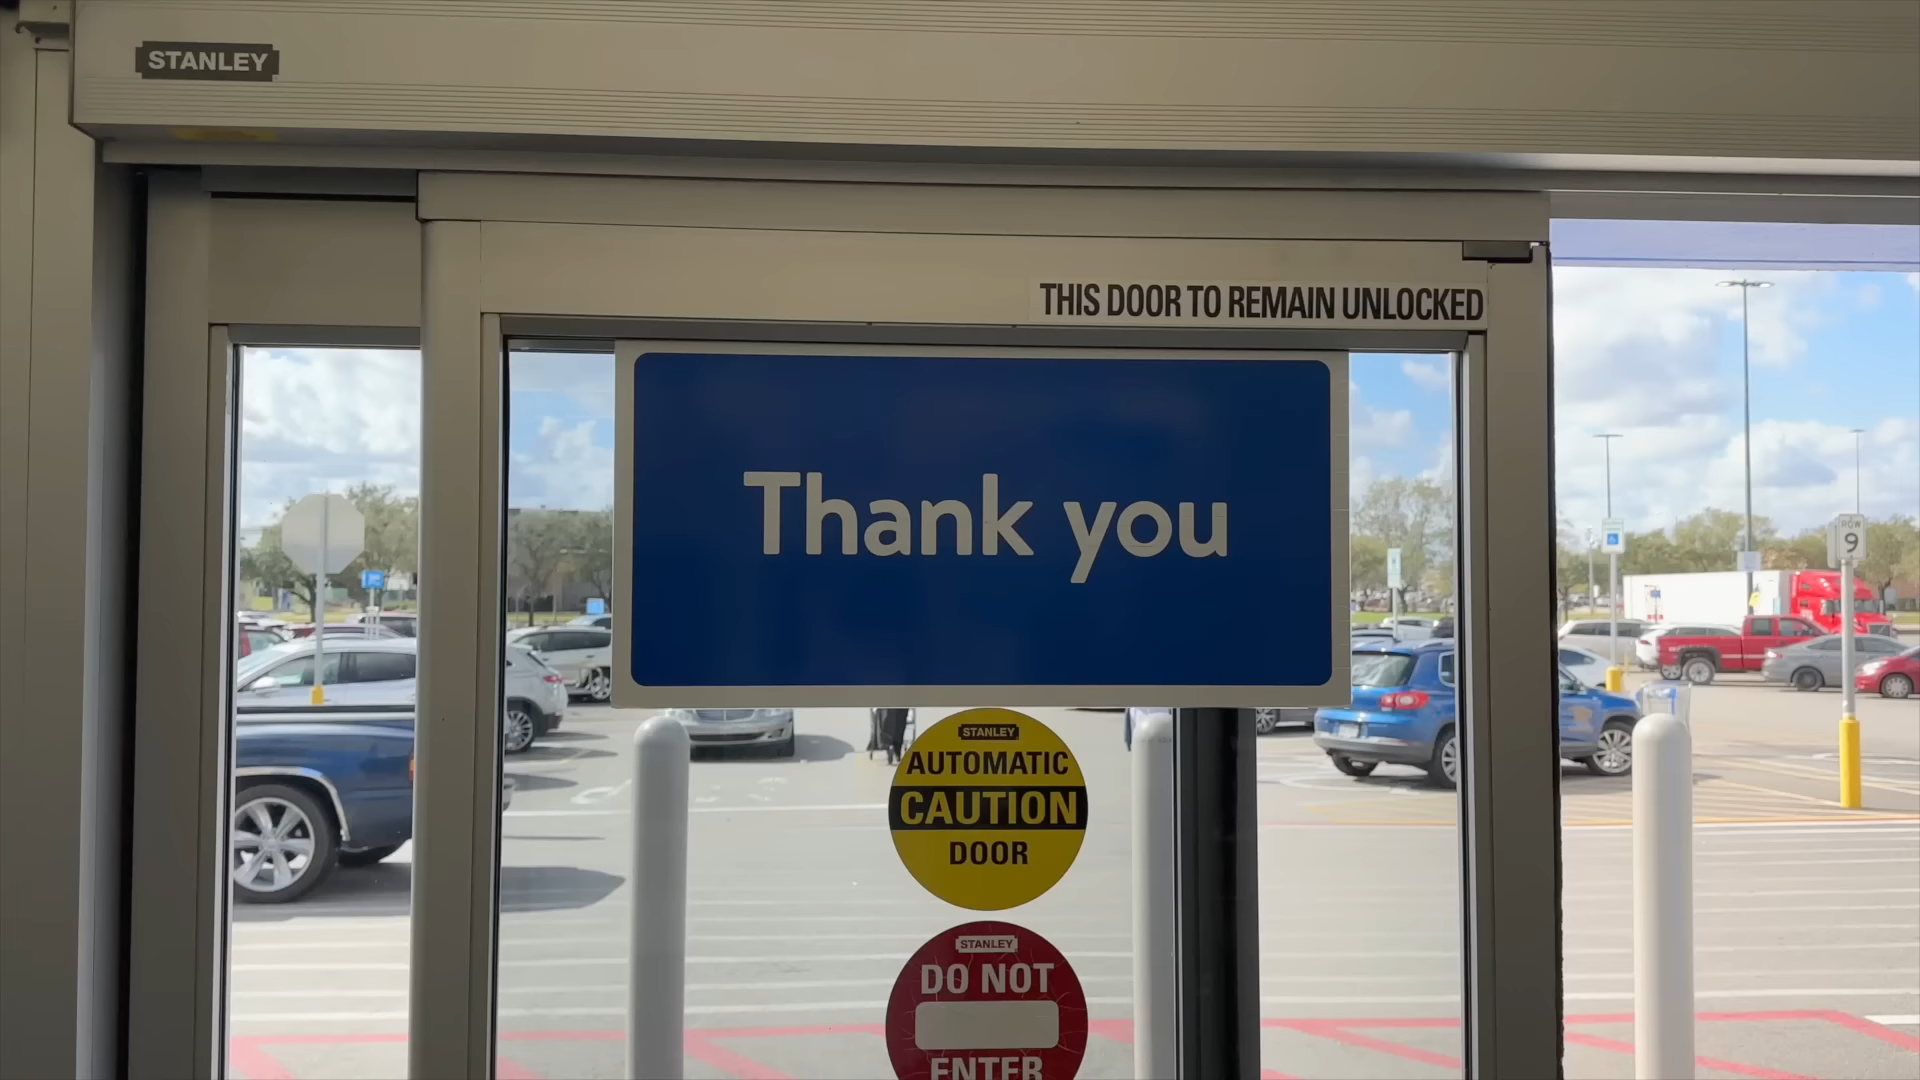 STANLEY
THIS DOOR TO REMAIN UNLOCKED
Thank you
ROW
9
STANLEY
AUTOMATIC
CAUTION
DOOR
STANLEY
DO NOT
ENTER